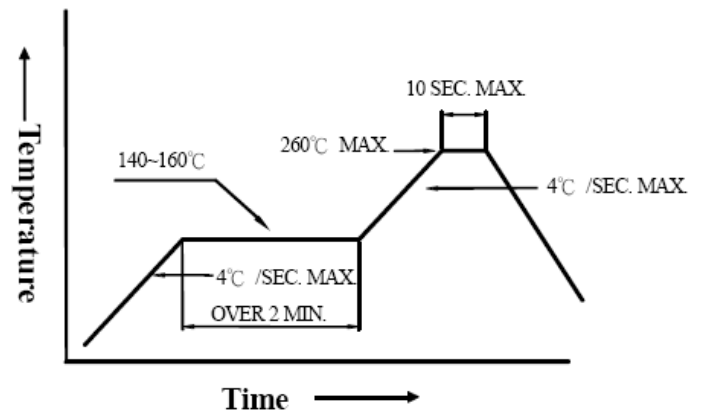 10 SEC. MAX.
260℃ MAX.
140~160℃
4℃ /SEC. MAX.
4℃ /SEC. MAX.
OVER 2 MIN.
Temperature
Time